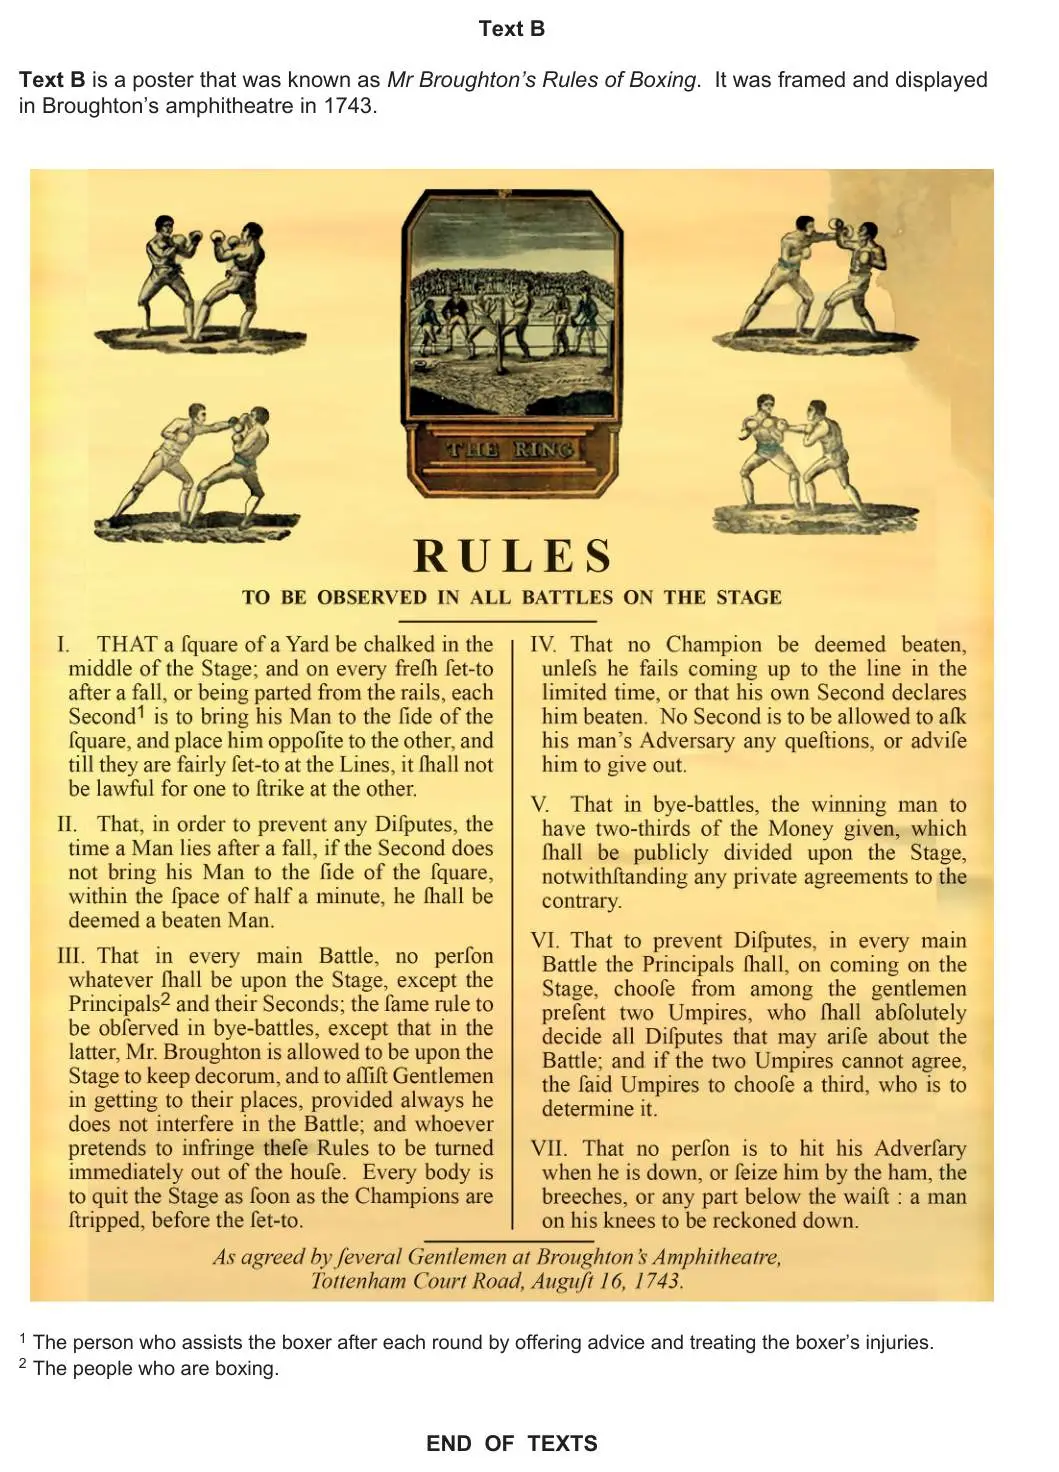 Text B
Text B is a poster that was known as Mr Broughton’s Rules of Boxing. It was framed and displayed
in Broughton’s amphitheatre in 1743.
THE RING
RULES
TO BE OBSERVED IN ALL BATTLES ON THE STAGE
I. THAT a ſquare of a Yard be chalked in the
middle of the Stage; and on every freſh ſet-to
after a fall, or being parted from the rails, each
Second1 is to bring his Man to the ſide of the
ſquare, and place him oppoſite to the other, and
till they are fairly ſet-to at the Lines, it ſhall not
be lawful for one to ſtrike at the other.
II. That, in order to prevent any Diſputes, the
time a Man lies after a fall, if the Second does
not bring his Man to the ſide of the ſquare,
within the ſpace of half a minute, he ſhall be
deemed a beaten Man.
III. That in every main Battle, no perſon
whatever ſhall be upon the Stage, except the
Principals2 and their Seconds; the ſame rule to
be obſerved in bye-battles, except that in the
latter, Mr. Broughton is allowed to be upon the
Stage to keep decorum, and to aſſiſt Gentlemen
in getting to their places, provided always he
does not interfere in the Battle; and whoever
pretends to infringe theſe Rules to be turned
immediately out of the houſe. Every body is
to quit the Stage as ſoon as the Champions are
ſtripped, before the ſet-to.
IV. That no Champion be deemed beaten,
unleſs he fails coming up to the line in the
limited time, or that his own Second declares
him beaten. No Second is to be allowed to aſk
his man’s Adversary any queſtions, or adviſe
him to give out.
V. That in bye-battles, the winning man to
have two-thirds of the Money given, which
ſhall be publicly divided upon the Stage,
notwithſtanding any private agreements to the
contrary.
VI. That to prevent Diſputes, in every main
Battle the Principals ſhall, on coming on the
Stage, chooſe from among the gentlemen
preſent two Umpires, who ſhall abſolutely
decide all Diſputes that may ariſe about the
Battle; and if the two Umpires cannot agree,
the ſaid Umpires to chooſe a third, who is to
determine it.
VII. That no perſon is to hit his Adverſary
when he is down, or ſeize him by the ham, the
breeches, or any part below the waiſt : a man
on his knees to be reckoned down.
As agreed by ſeveral Gentlemen at Broughton’s Amphitheatre,
Tottenham Court Road, Auguſt 16, 1743.
1 The person who assists the boxer after each round by offering advice and treating the boxer’s injuries.
2 The people who are boxing.
END OF TEXTS